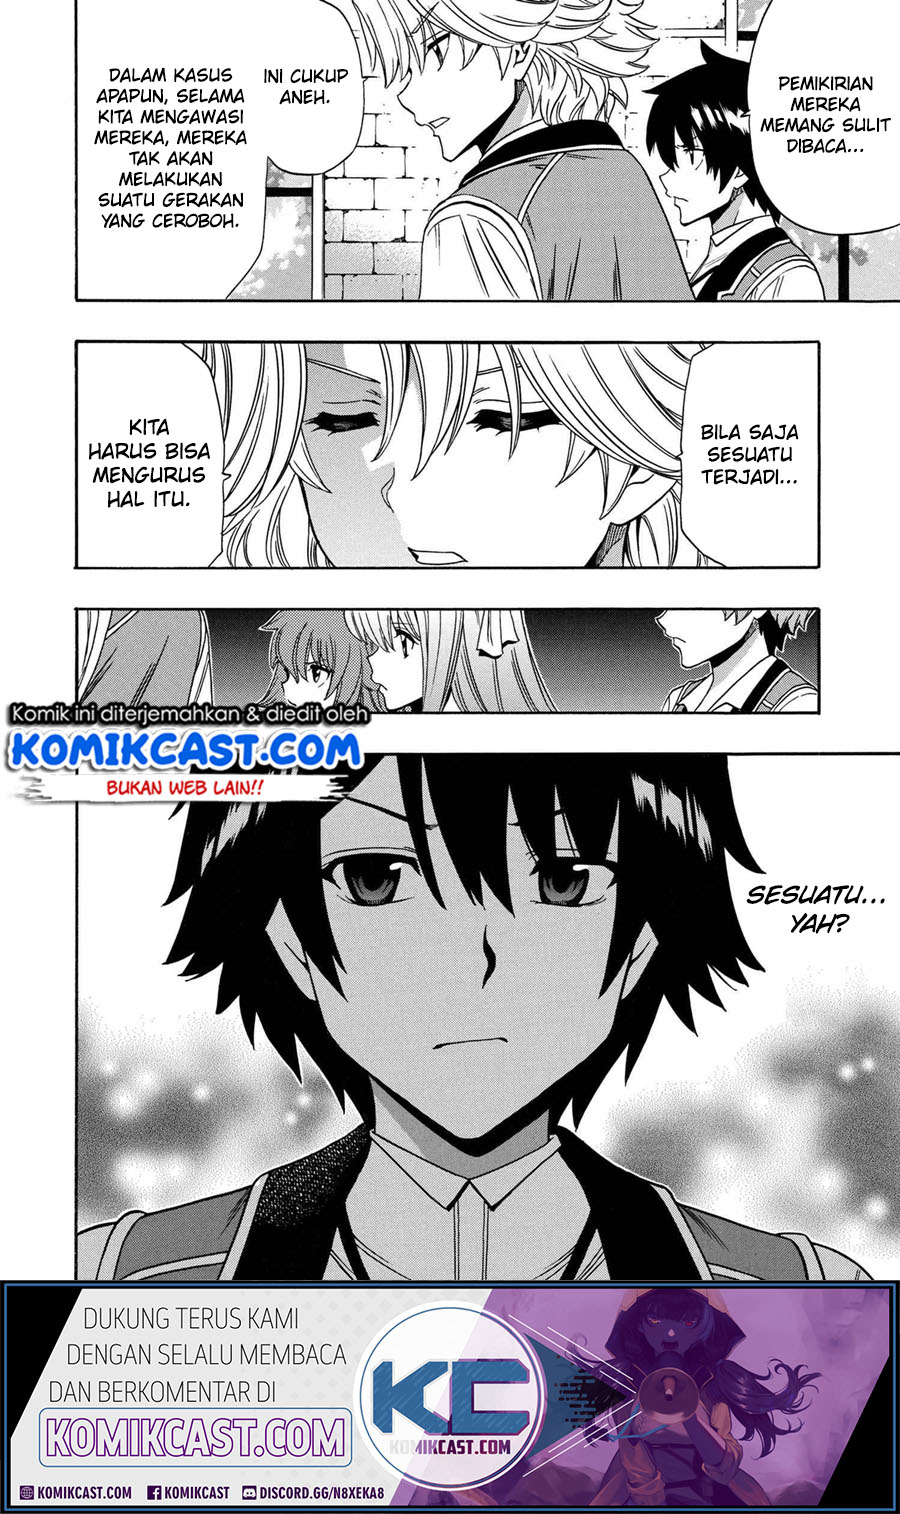 PEMIKIRIAN
MEREKA
MEMANG SULIT
DIBACA...
INI CUKUP
ANEH.
DALAM KASUS
APAPUN, SELAMA
KITA MENGAWASI
MEREKA, MEREKA
TAK AKAN
MELAKUKAN
SUATU GERAKAN
YANG CEROBOH.
BILA SAJA
SESUATU
TERJADI...
KITA
HARUS BISA
MENGURUS
HAL ITU.
Komik ini diterjemahkan & diedit oleh
KOMIKCAST.COM
BUKAN WEB LAIN!!
SESUATU...
YAH?
DUKUNG TERUS KAMI
DENGAN SELALU MEMBACA
DAN BERKOMENTAR DI
KOMIKCAST.COM
KC
KOMIKCAST.COM
KOMIKCAST.COM KOMIKCAST DISCORD.GG/N8XEKA8